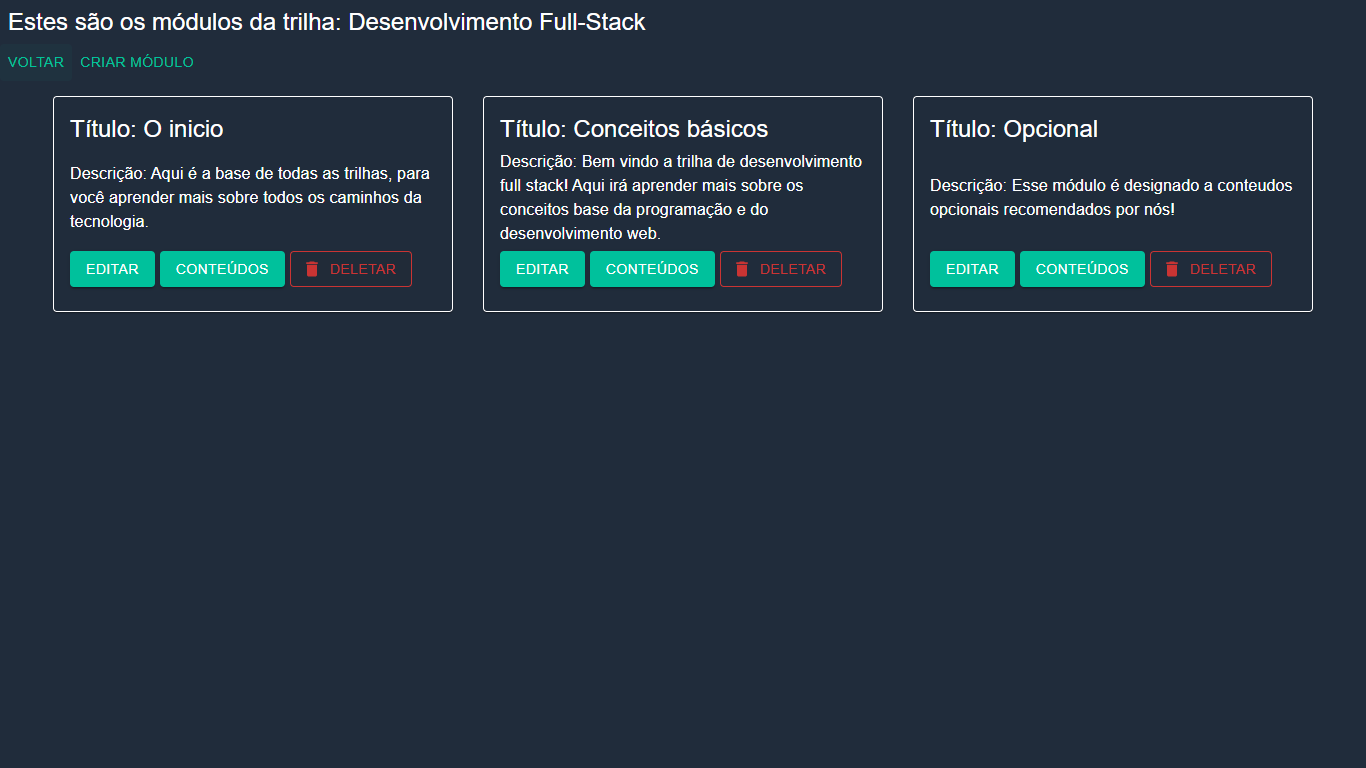 Estes são os módulos da trilha: Desenvolvimento Full-Stack
VOLTAR CRIAR MÓDULO
Título: O inicio
Descrição: Aqui é a base de todas as trilhas, para
você aprender mais sobre todos os caminhos da
tecnologia.
EDITAR CONTEÚDOS DELETAR
Título: Conceitos básicos
Descrição: Bem vindo a trilha de desenvolvimento
full stack! Aqui irá aprender mais sobre os
conceitos base da programação e do
desenvolvimento web.
EDITAR CONTEÚDOS DELETAR
Título: Opcional
Descrição: Esse módulo é designado a conteudos
opcionais recomendados por nós!
EDITAR CONTEÚDOS DELETAR